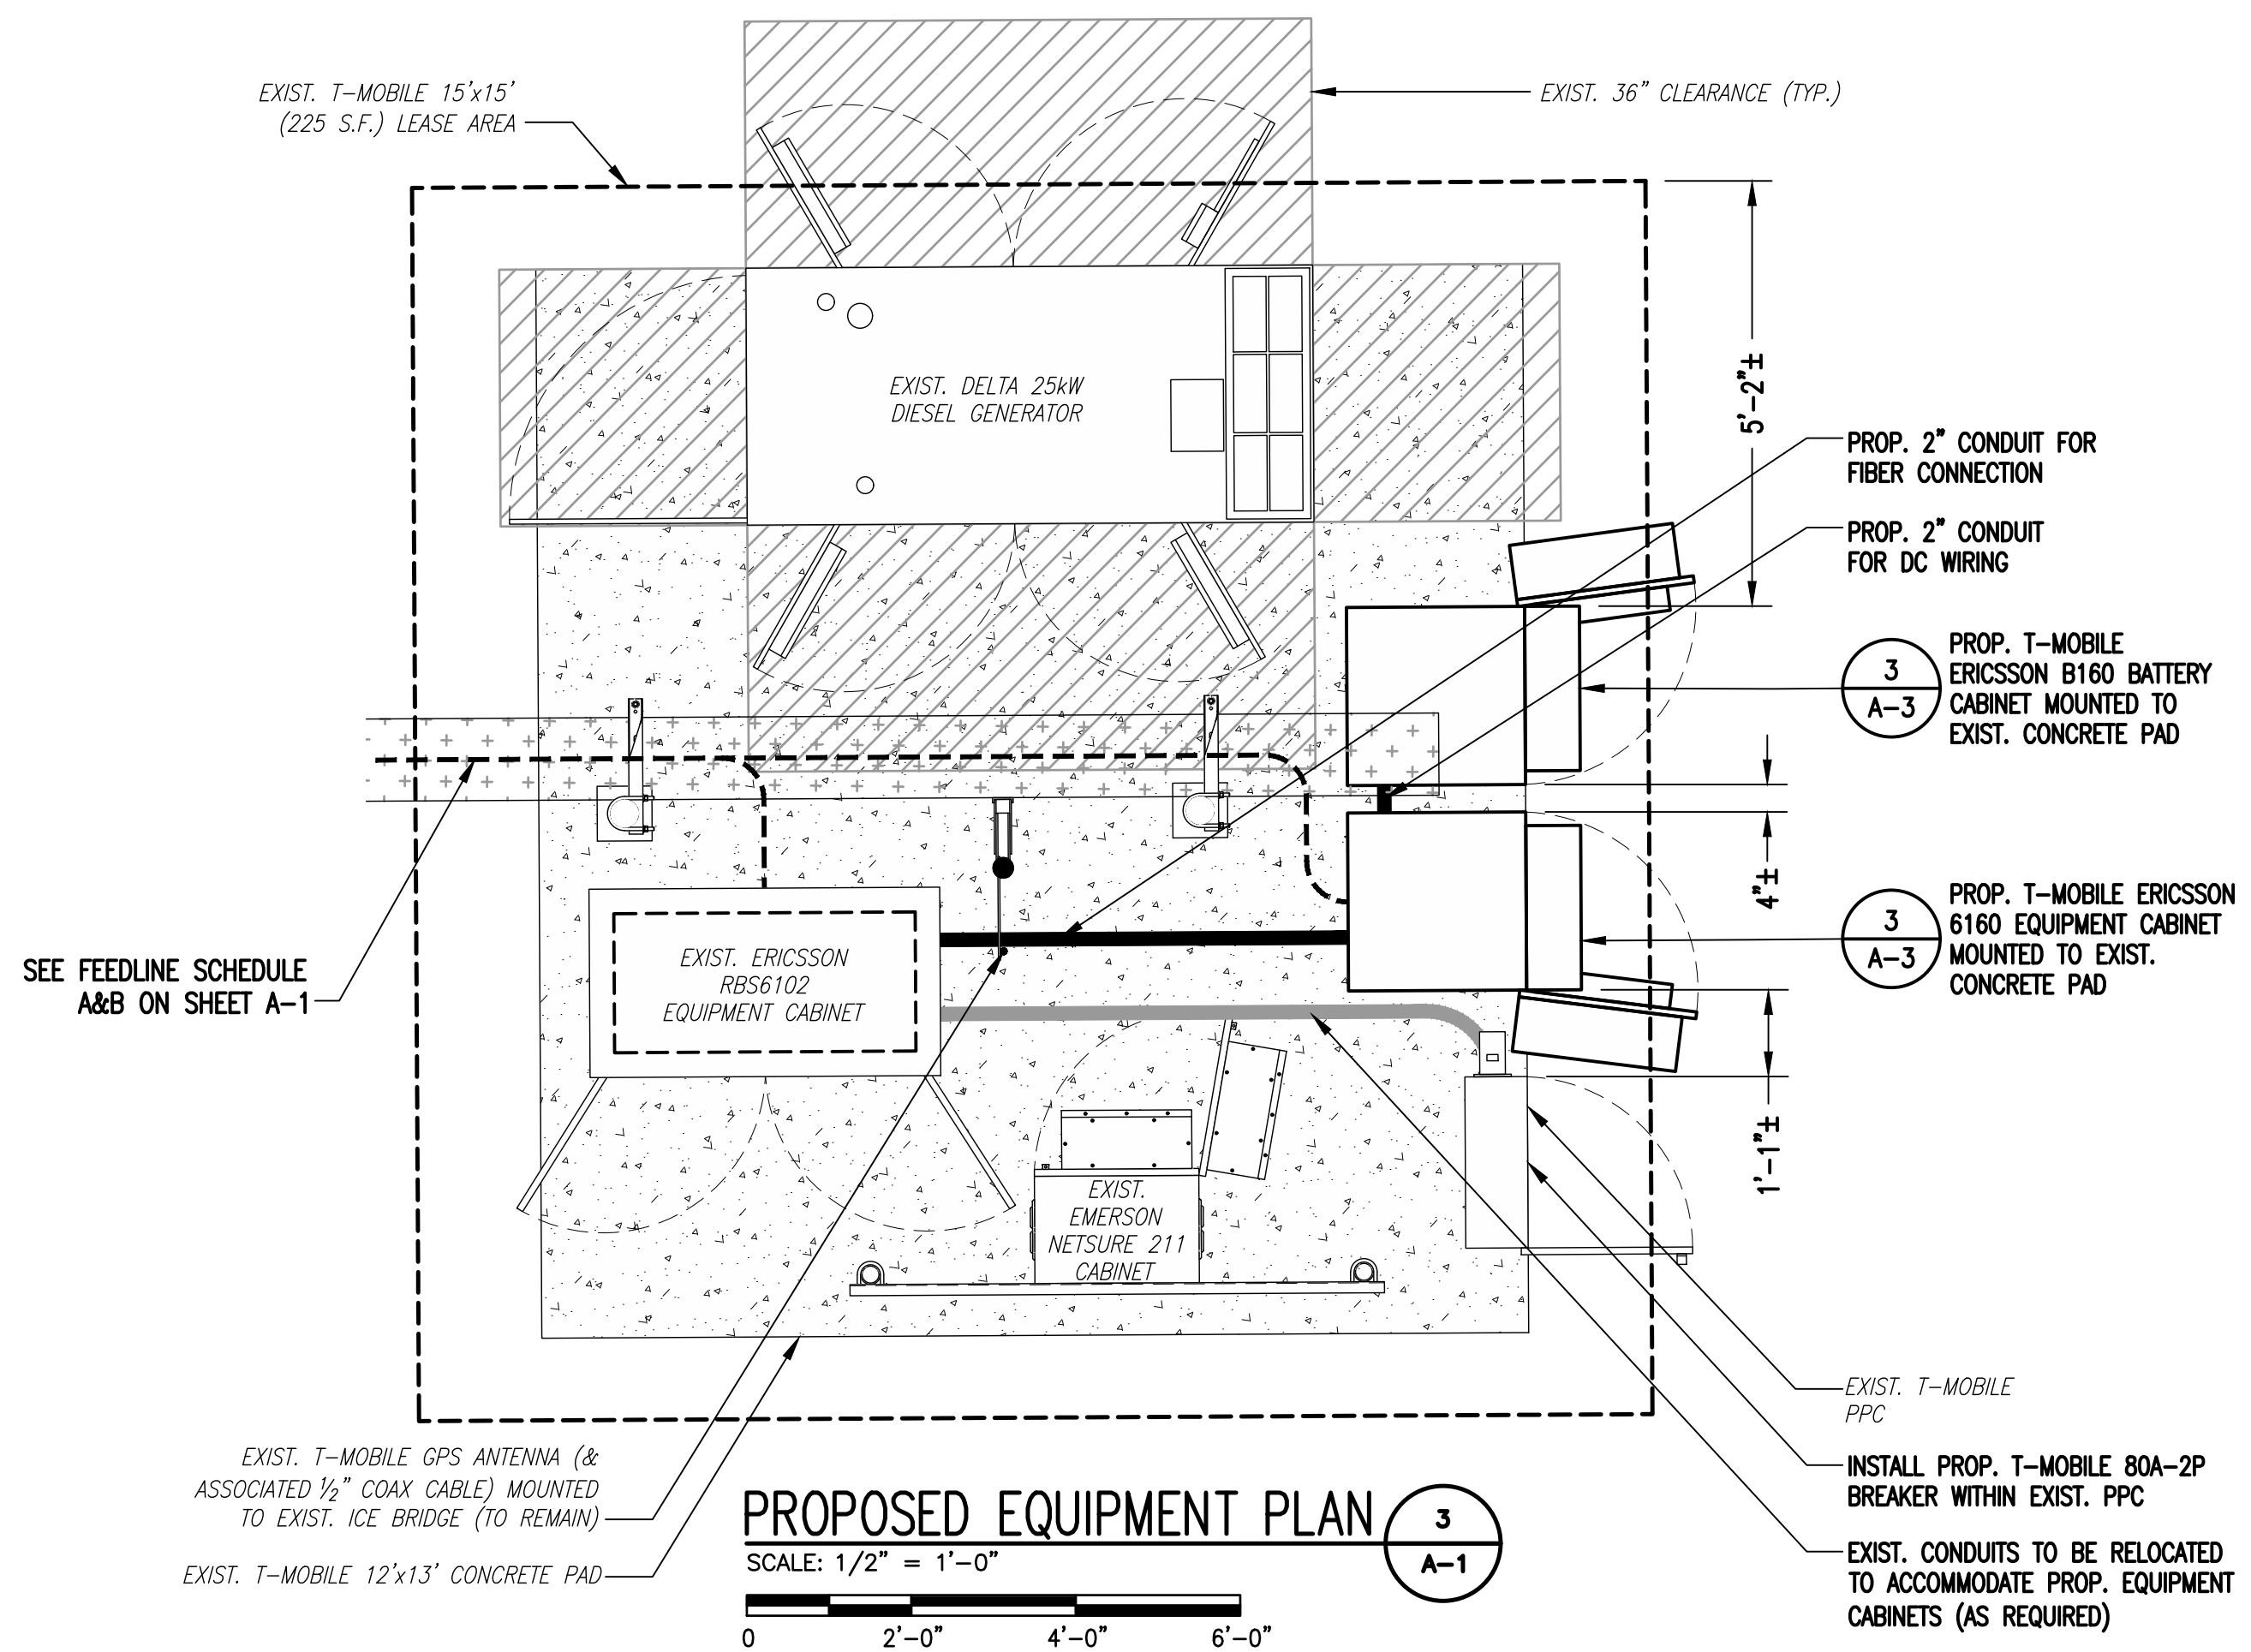 EXIST. T-MOBILE 15'x15'
(225 S.F.) LEASE AREA
EXIST. 36" CLEARANCE (TYP.)
EXIST. DELTA 25kW
DIESEL GENERATOR
5'-2"±
PROP. 2" CONDUIT FOR
FIBER CONNECTION
PROP. 2" CONDUIT
FOR DC WIRING
3
A-3
PROP. T-MOBILE
ERICSSON B160 BATTERY
CABINET MOUNTED TO
EXIST. CONCRETE PAD
4"±
3
A-3
PROP. T-MOBILE ERICSSON
6160 EQUIPMENT CABINET
MOUNTED TO EXIST.
CONCRETE PAD
SEE FEEDLINE SCHEDULE
A&B ON SHEET A-1
EXIST. ERICSSON
RBS6102
EQUIPMENT CABINET
1'-1"±
EXIST.
EMERSON
NETSURE 211
CABINET
EXIST. T-MOBILE
PPC
INSTALL PROP. T-MOBILE 80A-2P
BREAKER WITHIN EXIST. PPC
EXIST. CONDUITS TO BE RELOCATED
TO ACCOMMODATE PROP. EQUIPMENT
CABINETS (AS REQUIRED)
EXIST. T-MOBILE GPS ANTENNA (&
ASSOCIATED ½" COAX CABLE) MOUNTED
TO EXIST. ICE BRIDGE (TO REMAIN)
EXIST. T-MOBILE 12'x13' CONCRETE PAD
PROPOSED EQUIPMENT PLAN
3
A-1
SCALE: 1/2" = 1'-0"
0 2'-0" 4'-0" 6'-0"